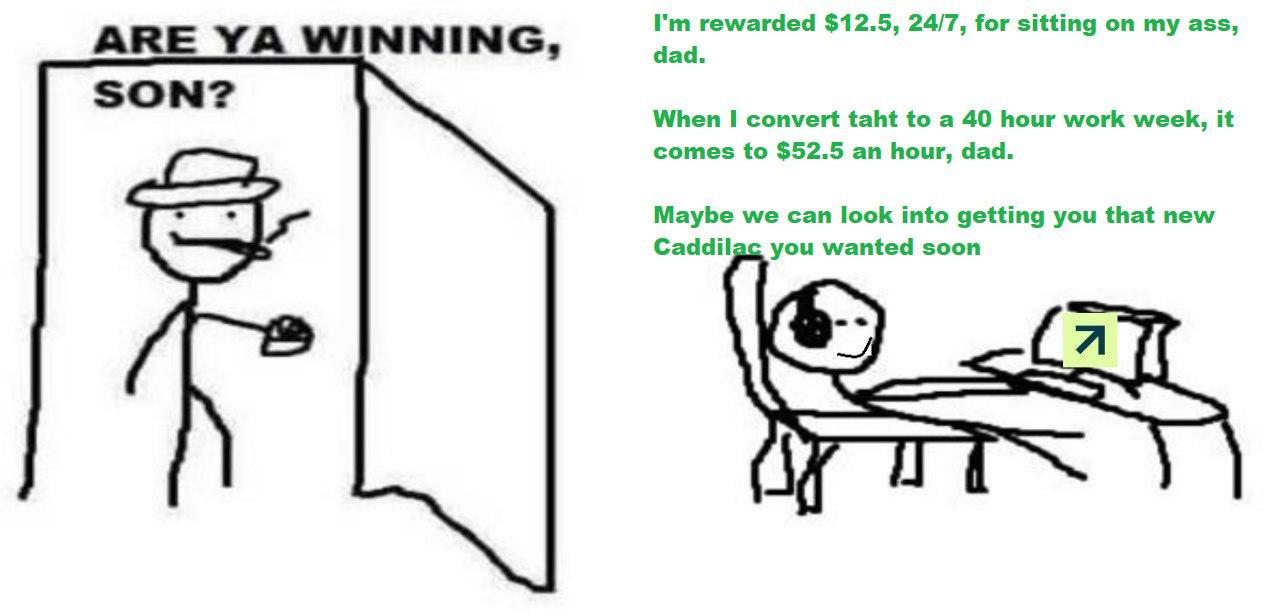 ARE YA WINNING,
SON?
I'm rewarded $12.5, 24/7, for sitting on my ass,
dad.
When I convert taht to a 40 hour work week, it
comes to $52.5 an hour, dad.
Maybe we can look into getting you that new
Caddilac you wanted soon